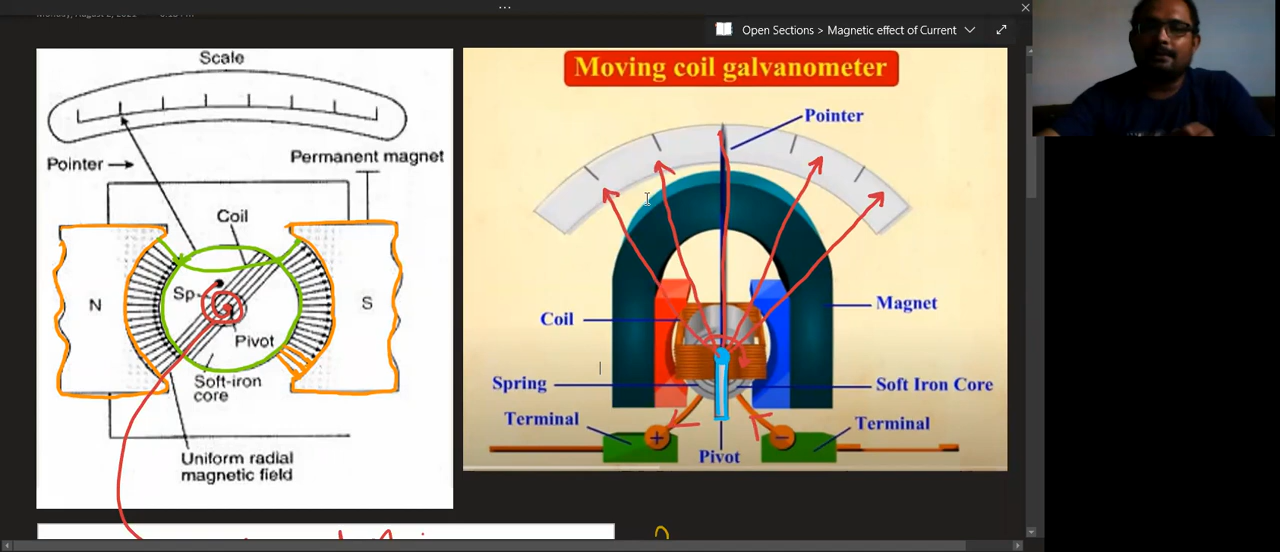 Open Sections > Magnetic effect of Current
Scale
Pointer
Permanent magnet
Coil
N
S
Sp
Pivot
Soft-iron
core
Uniform radial
magnetic field
Moving coil galvanometer
Pointer
Coil
Magnet
Spring
Soft Iron Core
Terminal
Terminal
+
−
Pivot